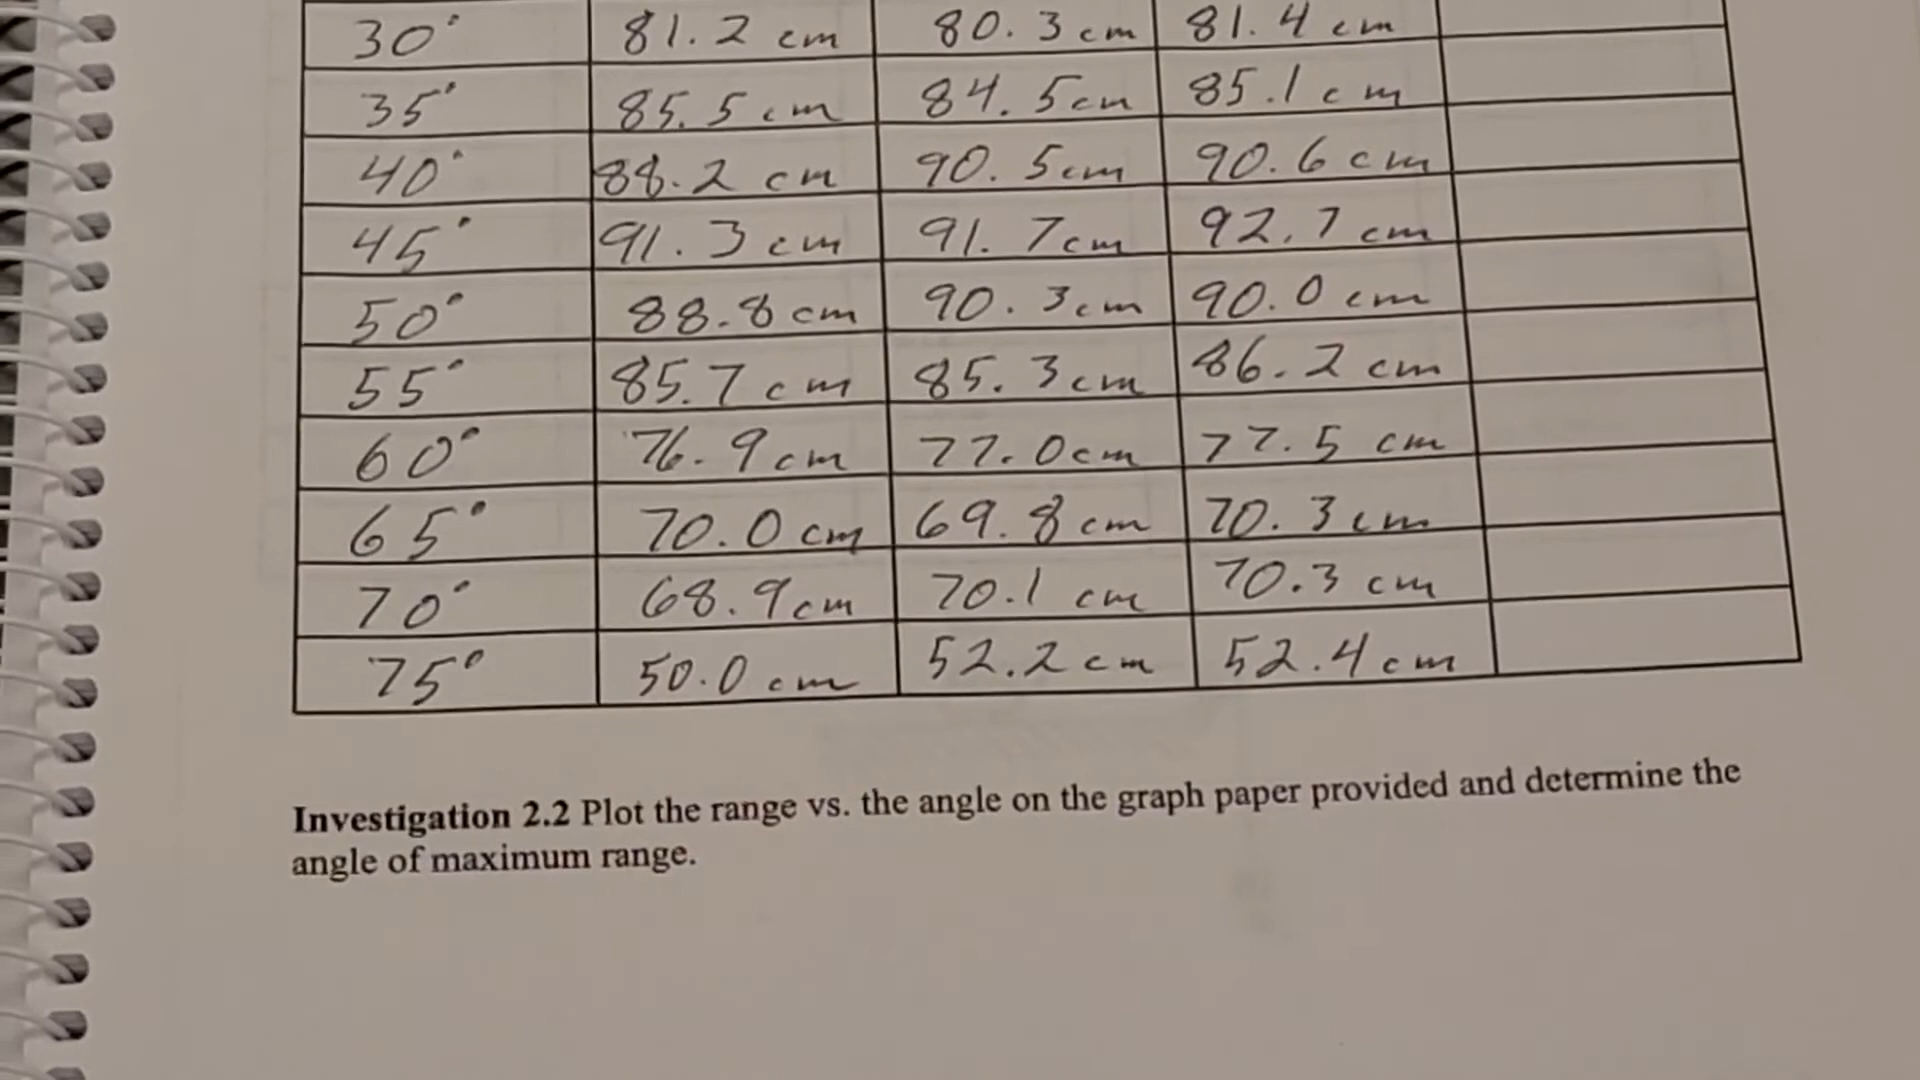 30° 81.2 cm 80.3 cm 81.4 cm
35° 85.5 cm 84.5 cm 85.1 cm
40° 88.2 cm 90.5 cm 90.6 cm
45° 91.3 cm 91.7 cm 92.7 cm
50° 88.8 cm 90.3 cm 90.0 cm
55° 85.7 cm 85.3 cm 86.2 cm
60° 76.9 cm 77.0 cm 77.5 cm
65° 70.0 cm 69.8 cm 70.3 cm
70° 68.9 cm 70.1 cm 70.3 cm
75° 50.0 cm 52.2 cm 52.4 cm
Investigation 2.2 Plot the range vs. the angle on the graph paper provided and determine the
angle of maximum range.